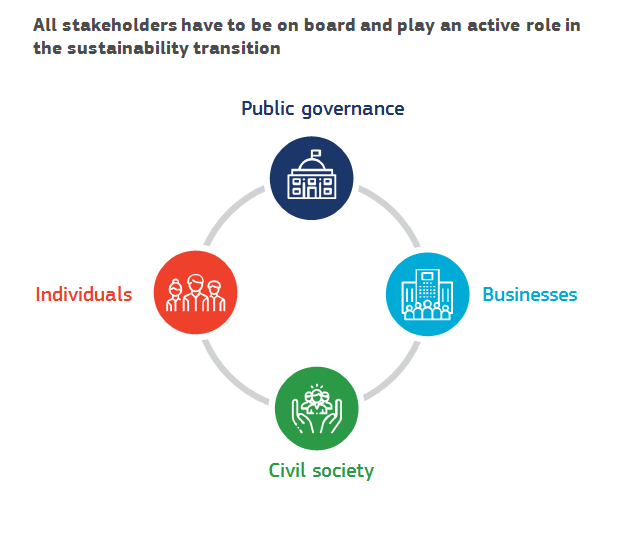 All stakeholders have to be on board and play an active role in
the sustainability transition
Public governance
Individuals
Businesses
Civil society